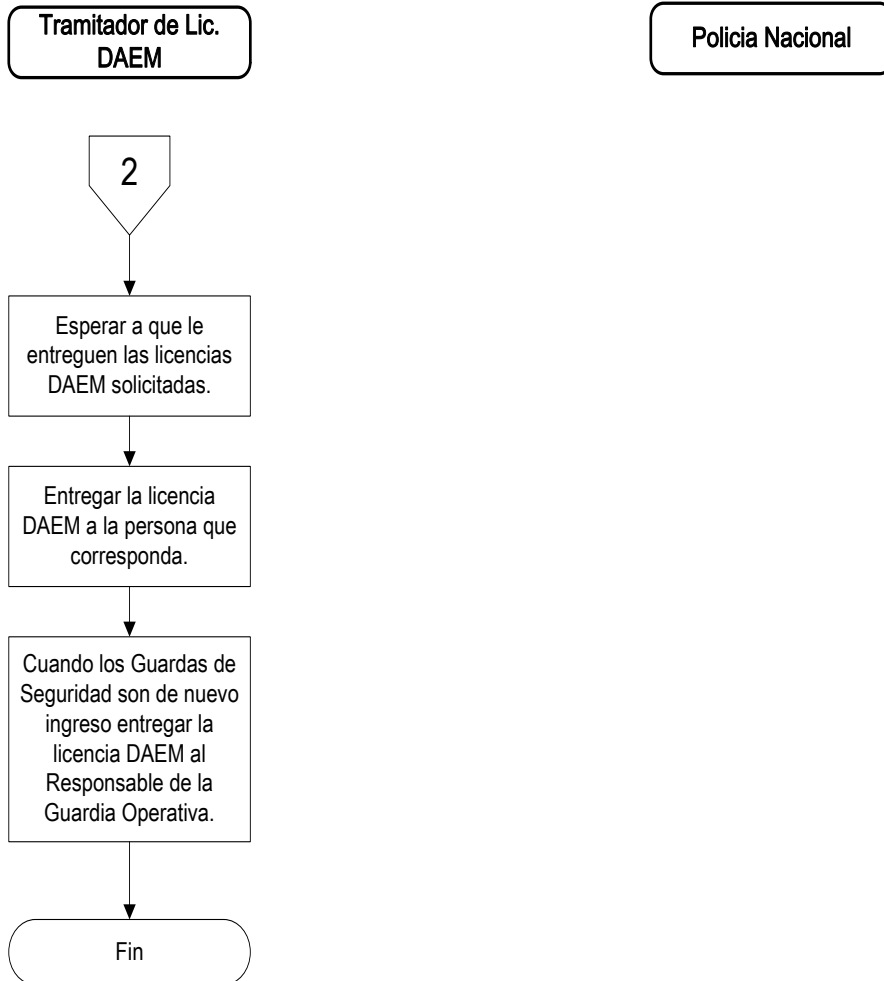 Tramitador de Lic.
DAEM
Policia Nacional
2
Esperar a que le
entreguen las licencias
DAEM solicitadas.
Entregar la licencia
DAEM a la persona que
corresponda.
Cuando los Guardas de
Seguridad son de nuevo
ingreso entregar la
licencia DAEM al
Responsable de la
Guardia Operativa.
Fin